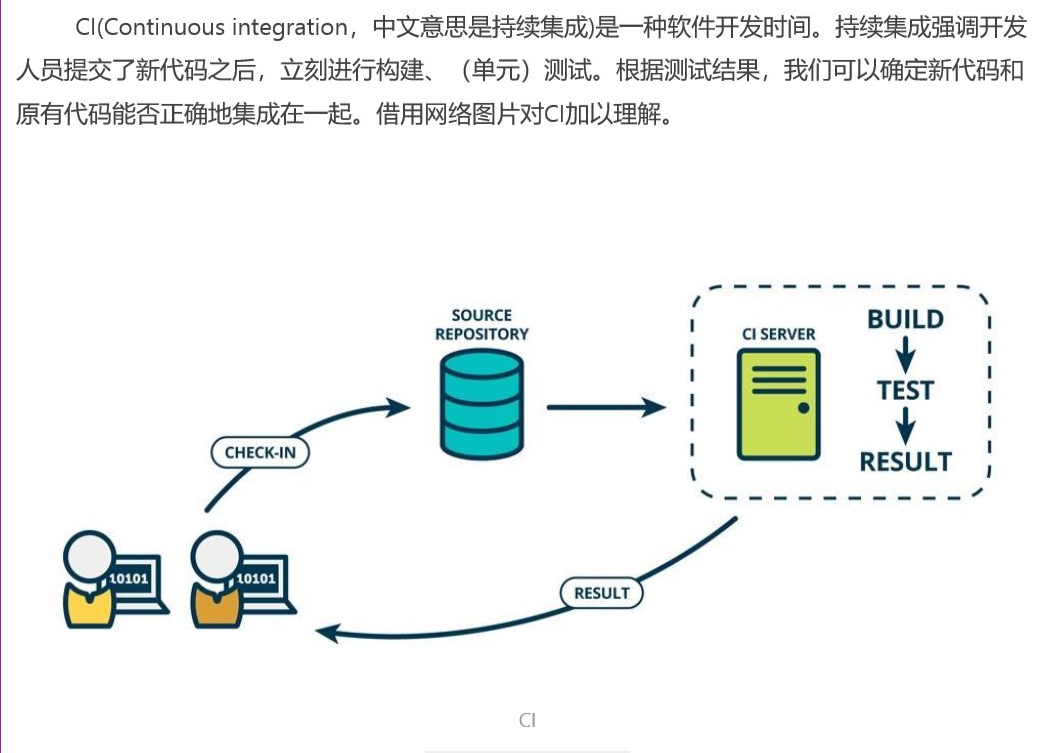 CI(Continuous integration，中文意思是持续集成)是一种软件开发时间。持续集成强调开发
人员提交了新代码之后，立刻进行构建、（单元）测试。根据测试结果，我们可以确定新代码和
原有代码能否正确地集成在一起。借用网络图片对CI加以理解。
SOURCE
REPOSITORY
CI SERVER
BUILD
TEST
RESULT
CHECK-IN
10101
10101
RESULT
CI